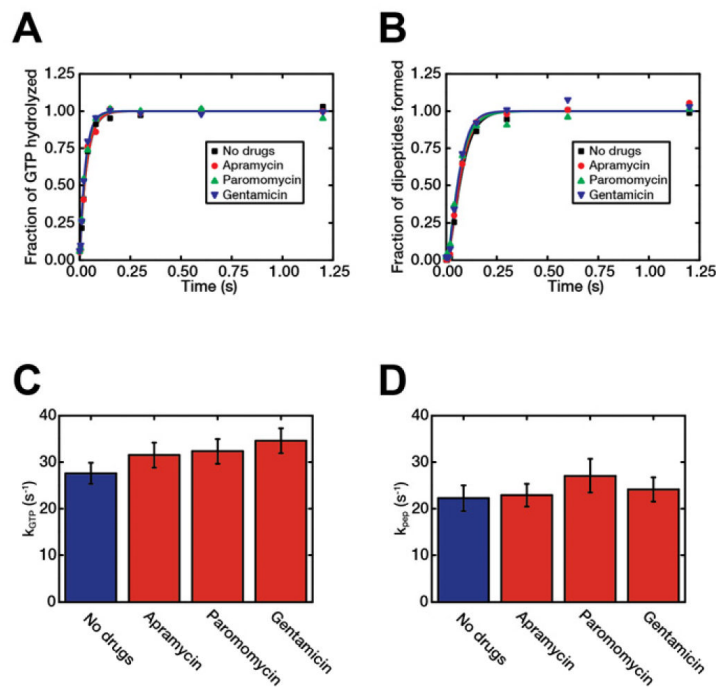 A
B
Fraction of GTP hydrolyzed
1.25
1.00
0.75
0.50
0.25
0.00
No drugs
Apramycin
Paromomycin
Gentamicin
0.00 0.25 0.50 0.75 1.00 1.25
Time (s)
Fraction of dipeptides formed
1.25
1.00
0.75
0.50
0.25
0.00
No drugs
Apramycin
Paromomycin
Gentamicin
0.00 0.25 0.50 0.75 1.00 1.25
Time (s)
C
D
k_GTP (s⁻¹)
40
30
20
10
0
No drugs
Apramycin
Paromomycin
Gentamicin
k_pep (s⁻¹)
40
30
20
10
0
No drugs
Apramycin
Paromomycin
Gentamicin